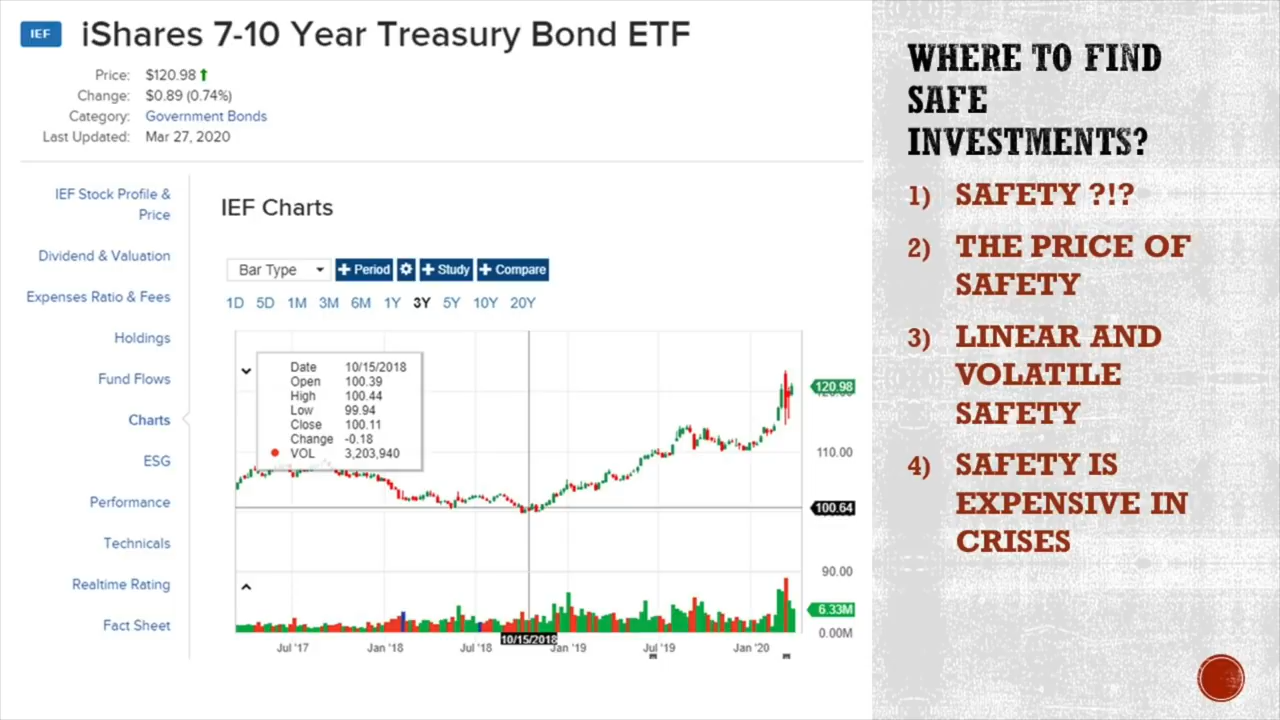 IEF iShares 7-10 Year Treasury Bond ETF
Price: $120.98
Change: $0.89 (0.74%)
Category: Government Bonds
Last Updated: Mar 27, 2020
IEF Stock Profile &
Price
Dividend & Valuation
Expenses Ratio & Fees
Holdings
Fund Flows
Charts
ESG
Performance
Technicals
Realtime Rating
Fact Sheet
IEF Charts
Bar Type
+ Period
+ Study
+ Compare
1D 5D 1M 3M 6M 1Y 3Y 5Y 10Y 20Y
Date 10/15/2018
Open 100.39
High 100.44
Low 99.94
Close 100.11
Change -0.18
VOL 3,203,940
120.98
110.00
100.64
90.00
6.33M
0.00M
10/15/2018
Jul '17 Jan '18 Jul '18 Jan '19 Jul '19 Jan '20
WHERE TO FIND
SAFE
INVESTMENTS?
1) SAFETY ?!?
2) THE PRICE OF
SAFETY
3) LINEAR AND
VOLATILE
SAFETY
4) SAFETY IS
EXPENSIVE IN
CRISES